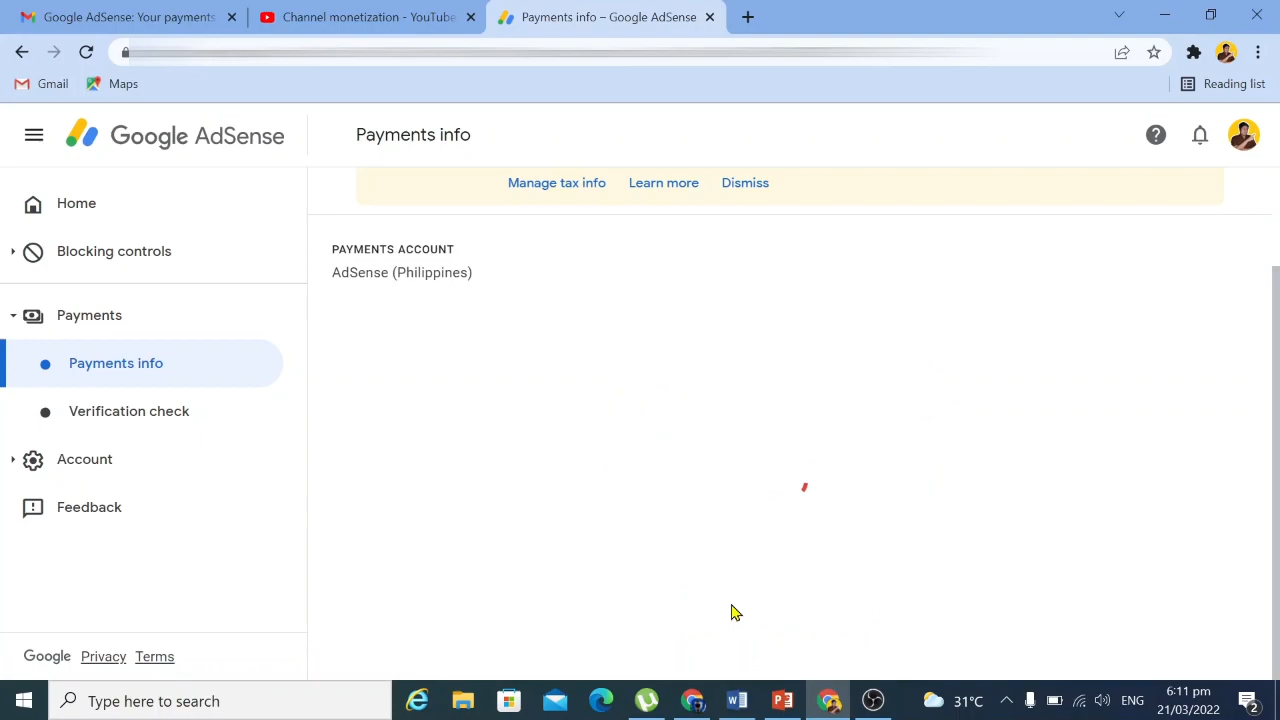 Google AdSense: Your payments
Channel monetization - YouTube
Payments info – Google AdSense
Gmail
Maps
Reading list
Google AdSense
Payments info
Manage tax info
Learn more
Dismiss
Home
Blocking controls
Payments
Payments info
Verification check
Account
Feedback
PAYMENTS ACCOUNT
AdSense (Philippines)
Google Privacy Terms
Type here to search
31°C
ENG
6:11 pm
21/03/2022
2